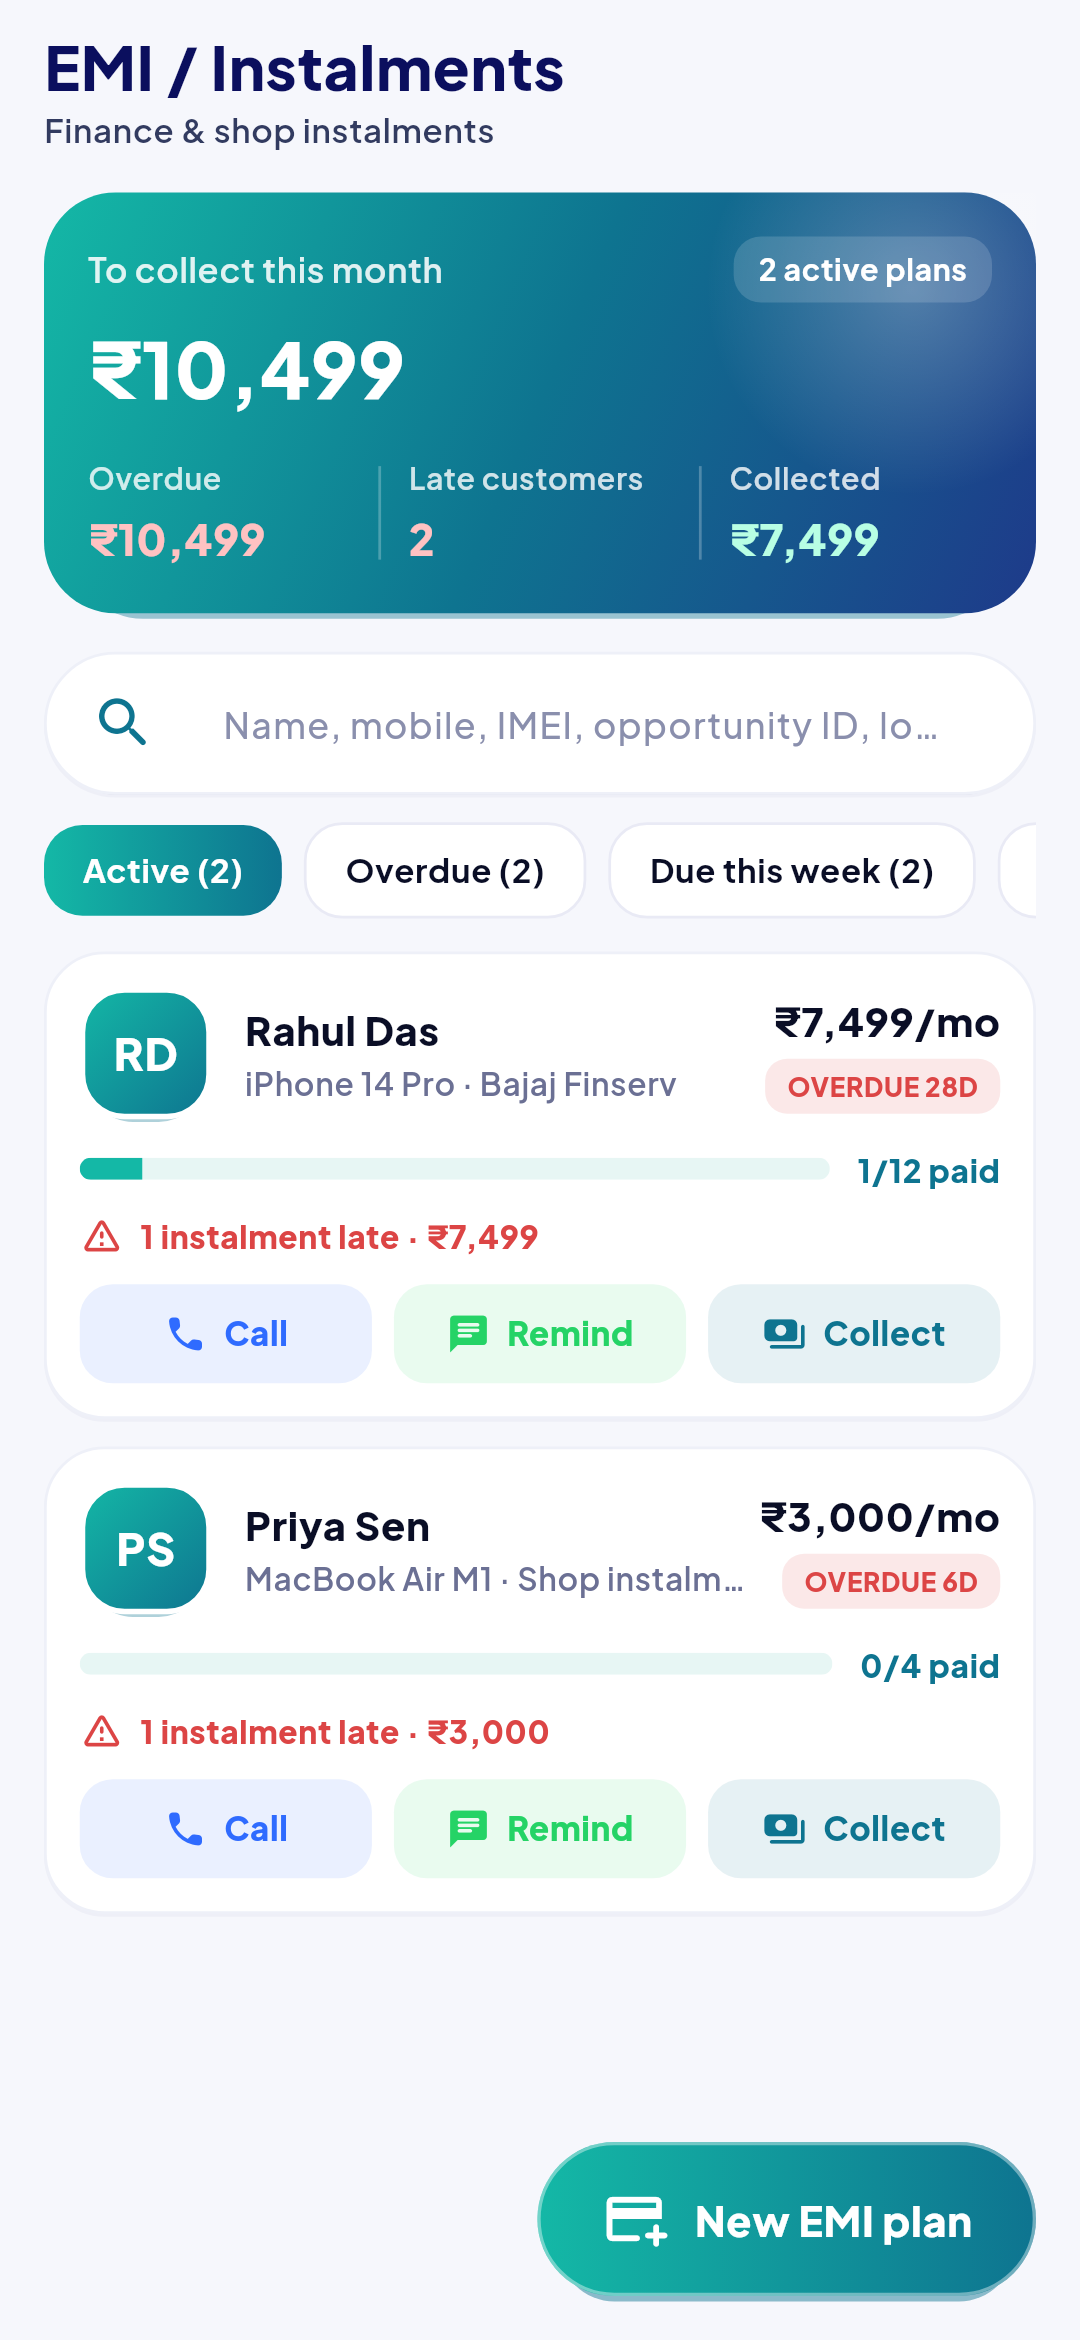 EMI / Instalments
Finance & shop instalments
To collect this month
2 active plans
₹10,499
Overdue
Late customers
Collected
₹10,499
2
₹7,499
Name, mobile, IMEI, opportunity ID, lo...
Active (2)
Overdue (2)
Due this week (2)
RD
Rahul Das
₹7,499/mo
iPhone 14 Pro · Bajaj Finserv
OVERDUE 28D
1/12 paid
1 instalment late · ₹7,499
Call
Remind
Collect
PS
Priya Sen
₹3,000/mo
MacBook Air M1 · Shop instalm...
OVERDUE 6D
0/4 paid
1 instalment late · ₹3,000
Call
Remind
Collect
New EMI plan